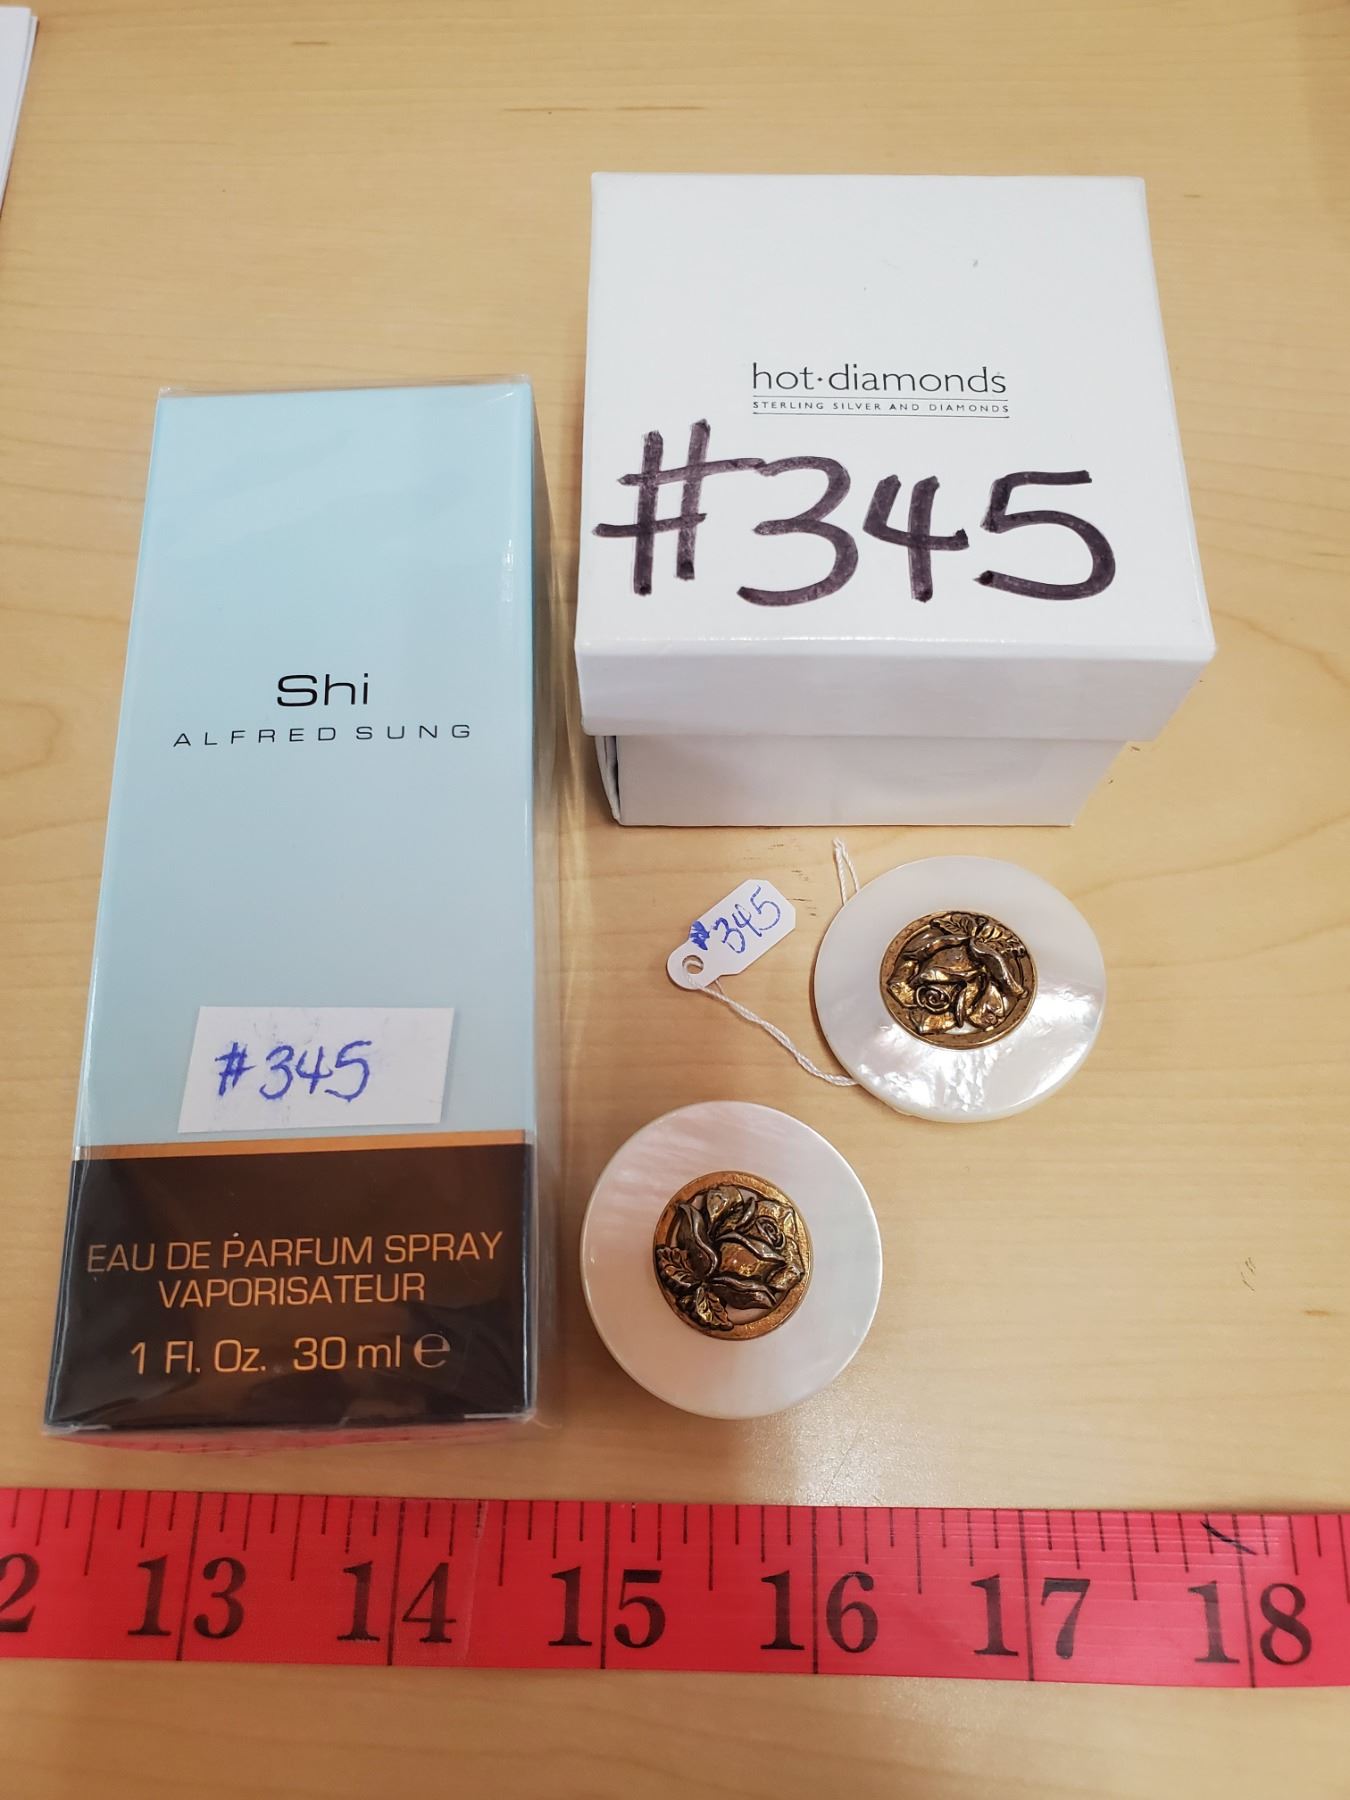 hot·diamonds
STERLING SILVER AND DIAMONDS
#345
Shi
ALFRED SUNG
#345
#345
EAU DE PARFUM SPRAY
VAPORISATEUR
1 Fl. Oz. 30 ml e
2 13 14 15 16 17 18